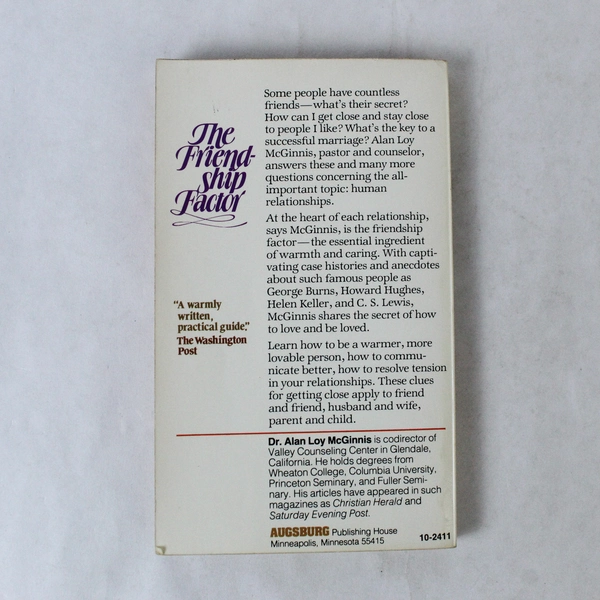 The
Friend-
ship
Factor
"A warmly
written,
practical guide."
The Washington
Post
Some people have countless
friends—what's their secret?
How can I get close and stay close
to people I like? What's the key to a
successful marriage? Alan Loy
McGinnis, pastor and counselor,
answers these and many more
questions concerning the all-
important topic: human
relationships.
At the heart of each relationship,
says McGinnis, is the friendship
factor—the essential ingredient
of warmth and caring. With capti-
vating case histories and anecdotes
about such famous people as
George Burns, Howard Hughes,
Helen Keller, and C. S. Lewis,
McGinnis shares the secret of how
to love and be loved.
Learn how to be a warmer, more
lovable person, how to commu-
nicate better, how to resolve tension
in your relationships. These clues
for getting close apply to friend
and friend, husband and wife,
parent and child.
Dr. Alan Loy McGinnis is codirector of
Valley Counseling Center in Glendale,
California. He holds degrees from
Wheaton College, Columbia University,
Princeton Seminary, and Fuller Semi-
nary. His articles have appeared in such
magazines as Christian Herald and
Saturday Evening Post.
AUGSBURG Publishing House
Minneapolis, Minnesota 55415
10-2411